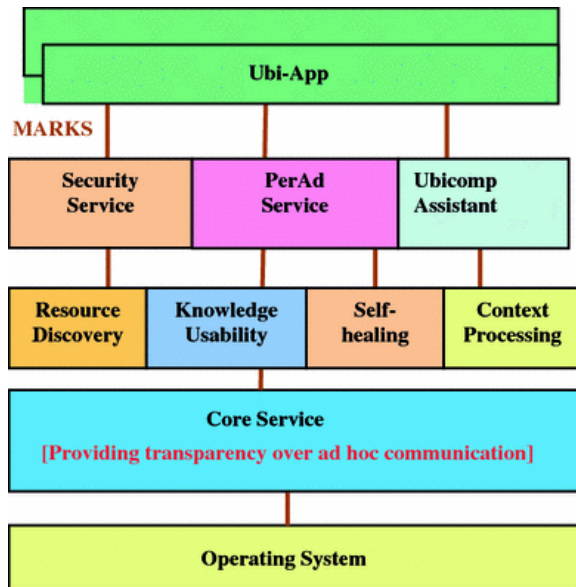 Ubi-App
MARKS
Security
Service
PerAd
Service
Ubicomp
Assistant
Resource
Discovery
Knowledge
Usability
Self-
healing
Context
Processing
Core Service
[Providing transparency over ad hoc communication]
Operating System